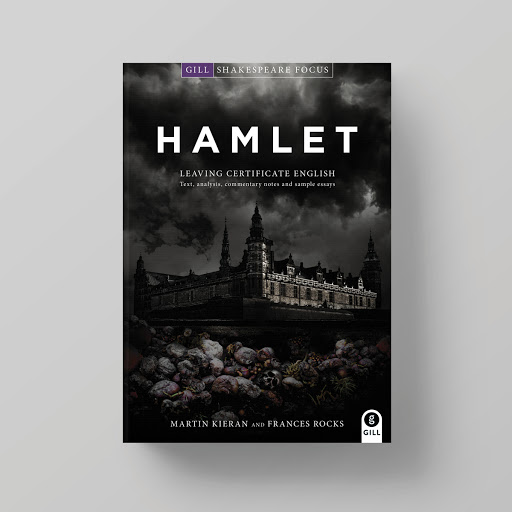 GILL SHAKESPEARE FOCUS
HAMLET
LEAVING CERTIFICATE ENGLISH
Text, analysis, commentary notes and sample essays
MARTIN KIERAN AND FRANCES ROCKS
g
GILL